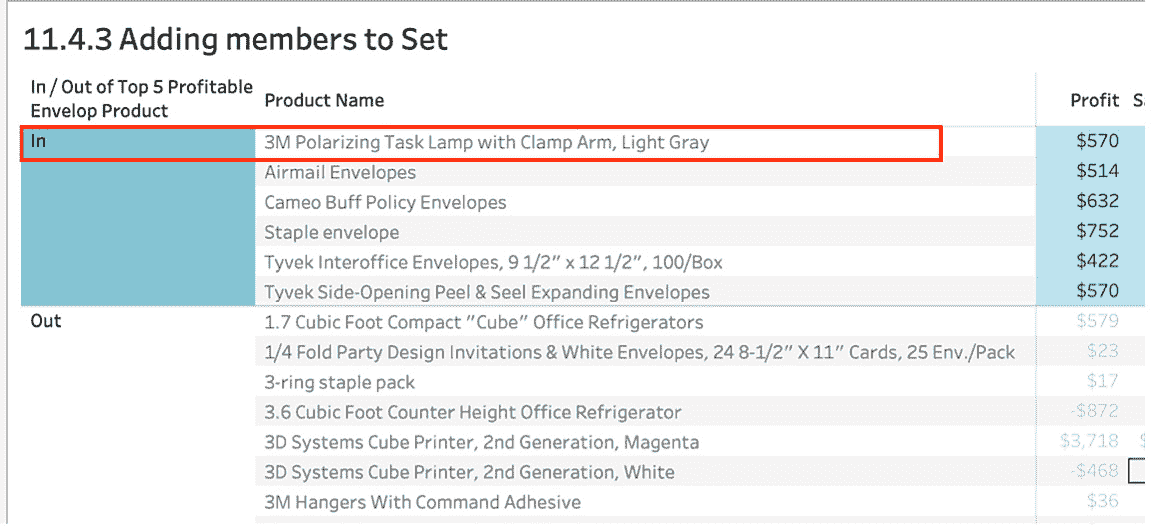 11.4.3 Adding members to Set
In / Out of Top 5 Profitable
Envelop Product
Product Name
Profit
In
3M Polarizing Task Lamp with Clamp Arm, Light Gray $570
Airmail Envelopes $514
Cameo Buff Policy Envelopes $632
Staple envelope $752
Tyvek Interoffice Envelopes, 9 1/2” x 12 1/2”, 100/Box $422
Tyvek Side-Opening Peel & Seel Expanding Envelopes $570
Out
1.7 Cubic Foot Compact ”Cube” Office Refrigerators $579
1/4 Fold Party Design Invitations & White Envelopes, 24 8-1/2” X 11” Cards, 25 Env./Pack $23
3-ring staple pack $17
3.6 Cubic Foot Counter Height Office Refrigerator -$872
3D Systems Cube Printer, 2nd Generation, Magenta $3,718
3D Systems Cube Printer, 2nd Generation, White -$468
3M Hangers With Command Adhesive $36